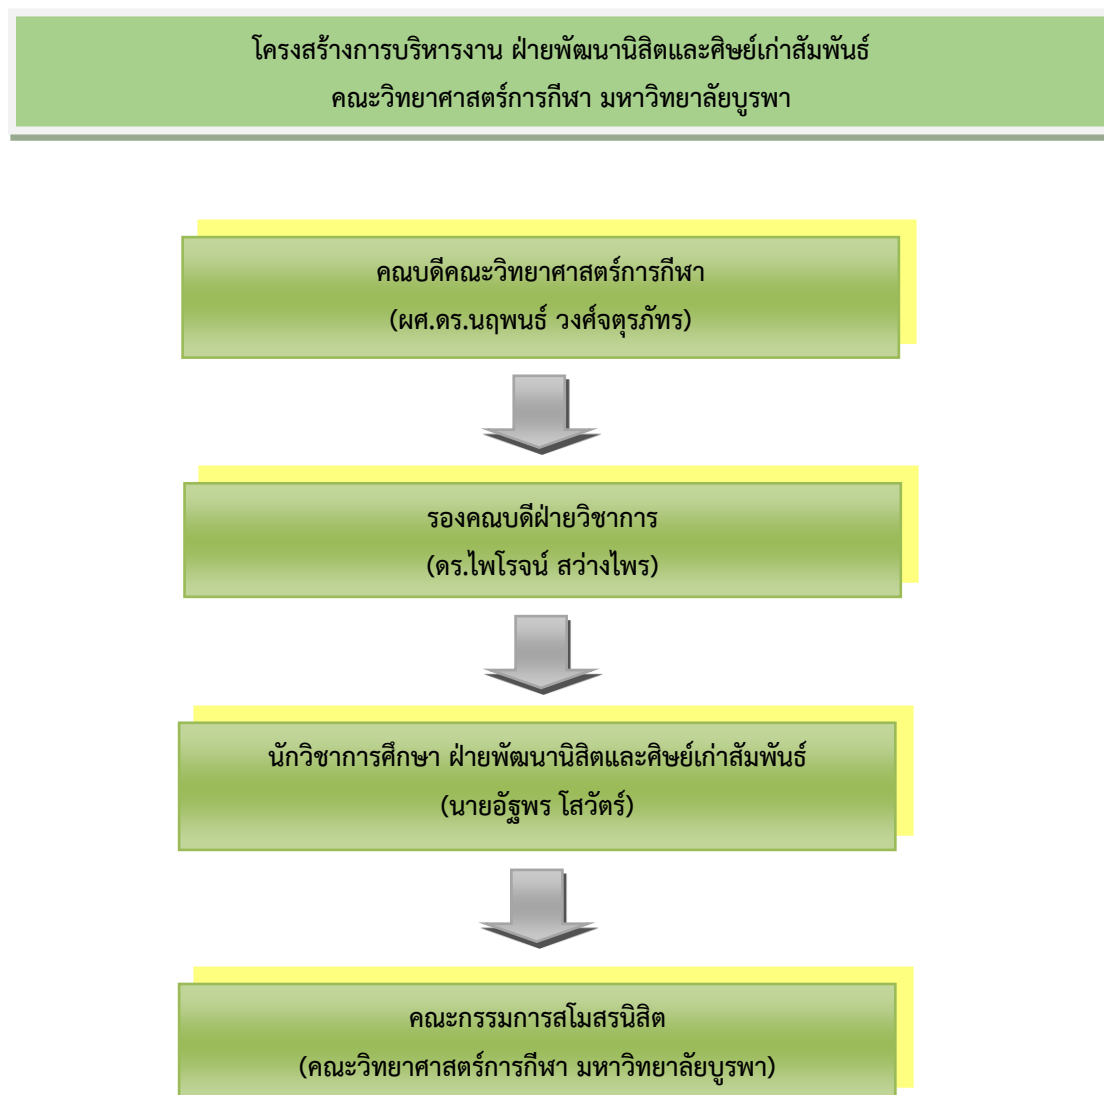 โครงสร้างการบริหารงาน ฝ่ายพัฒนานิสิตและศิษย์เก่าสัมพันธ์
คณะวิทยาศาสตร์การกีฬา มหาวิทยาลัยบูรพา
คณบดีคณะวิทยาศาสตร์การกีฬา
(ผศ.ดร.นฤพนธ์ วงศ์จตุรภัทร)
รองคณบดีฝ่ายวิชาการ
(ดร.ไพโรจน์ สว่างไพร)
นักวิชาการศึกษา ฝ่ายพัฒนานิสิตและศิษย์เก่าสัมพันธ์
(นายอัฐพร โสวัตร์)
คณะกรรมการสโมสรนิสิต
(คณะวิทยาศาสตร์การกีฬา มหาวิทยาลัยบูรพา)